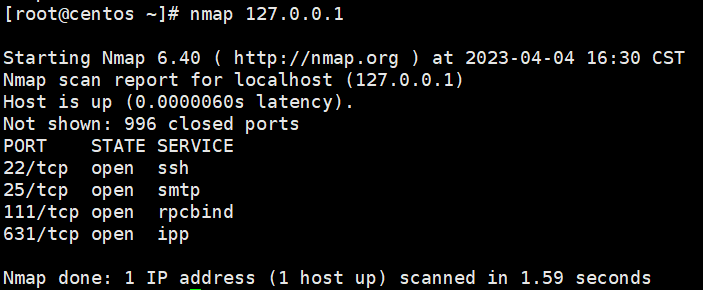 [root@centos ~]# nmap 127.0.0.1
Starting Nmap 6.40 ( http://nmap.org ) at 2023-04-04 16:30 CST
Nmap scan report for localhost (127.0.0.1)
Host is up (0.0000060s latency).
Not shown: 996 closed ports
PORT    STATE SERVICE
22/tcp  open  ssh
25/tcp  open  smtp
111/tcp open  rpcbind
631/tcp open  ipp
Nmap done: 1 IP address (1 host up) scanned in 1.59 seconds